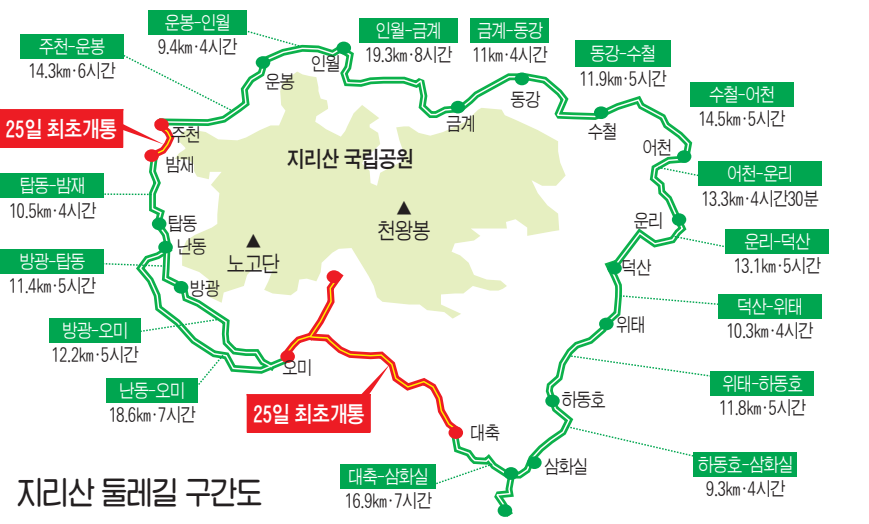 운봉-인월
9.4㎞·4시간
인월-금계
19.3㎞·8시간
금계-동강
11㎞·4시간
주천-운봉
14.3㎞·6시간
동강-수철
11.9㎞·5시간
수철-어천
14.5㎞·5시간
인월
운봉
동강
금계
수철
25일 최초개통
주천
밤재
지리산 국립공원
어천
어천-운리
13.3㎞·4시간30분
탑동-밤재
10.5㎞·4시간
탑동
난동
천왕봉
노고단
운리
운리-덕산
13.1㎞·5시간
방광-탑동
11.4㎞·5시간
방광
덕산
덕산-위태
10.3㎞·4시간
방광-오미
12.2㎞·5시간
위태
오미
난동-오미
18.6㎞·7시간
위태-하동호
11.8㎞·5시간
25일 최초개통
하동호
대축
하동호-삼화실
9.3㎞·4시간
대축-삼화실
16.9㎞·7시간
삼화실
지리산 둘레길 구간도